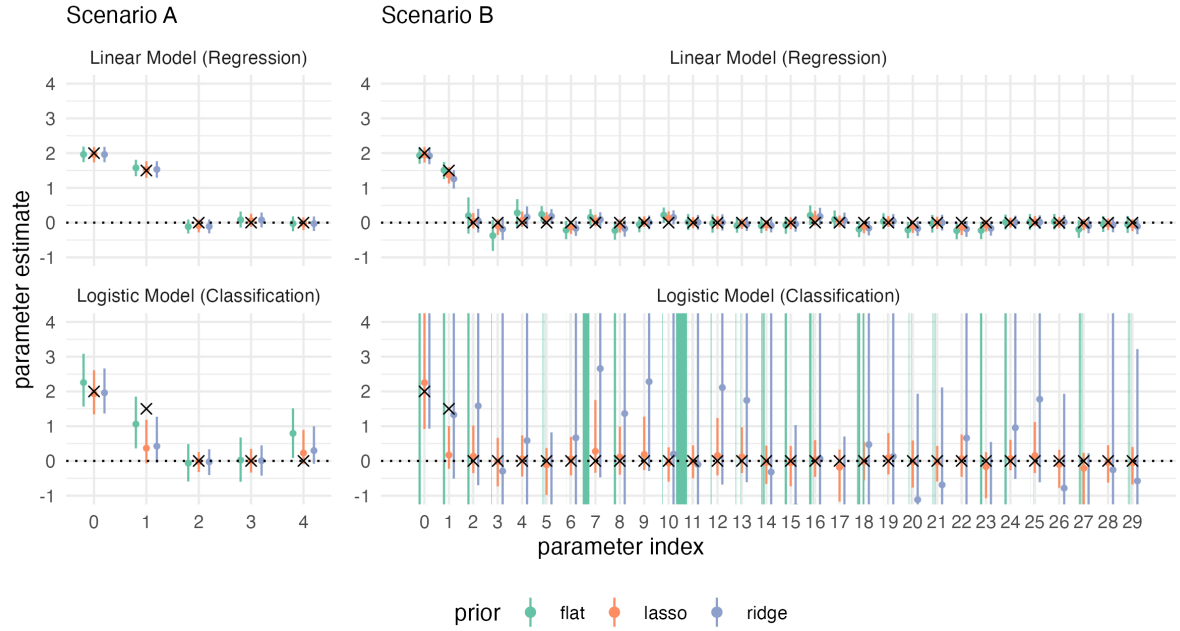 Scenario A
Scenario B
Linear Model (Regression)
Linear Model (Regression)
4
3
2
1
0
-1
4
3
2
1
0
-1
parameter estimate
Logistic Model (Classification)
Logistic Model (Classification)
4
3
2
1
0
-1
4
3
2
1
0
-1
0 1 2 3 4
0 1 2 3 4 5 6 7 8 9 10 11 12 13 14 15 16 17 18 19 20 21 22 23 24 25 26 27 28 29
parameter index
prior flat lasso ridge